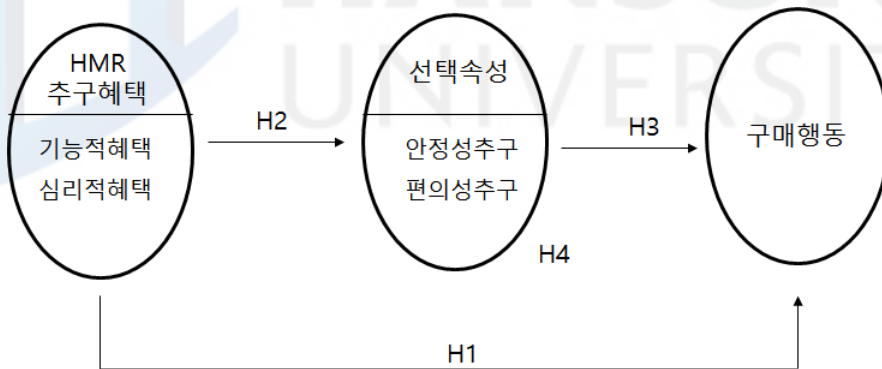 HMR
추구혜택
기능적혜택
심리적혜택
H2
선택속성
안정성추구
편의성추구
H3
구매행동
H4
H1
UNIVERSI